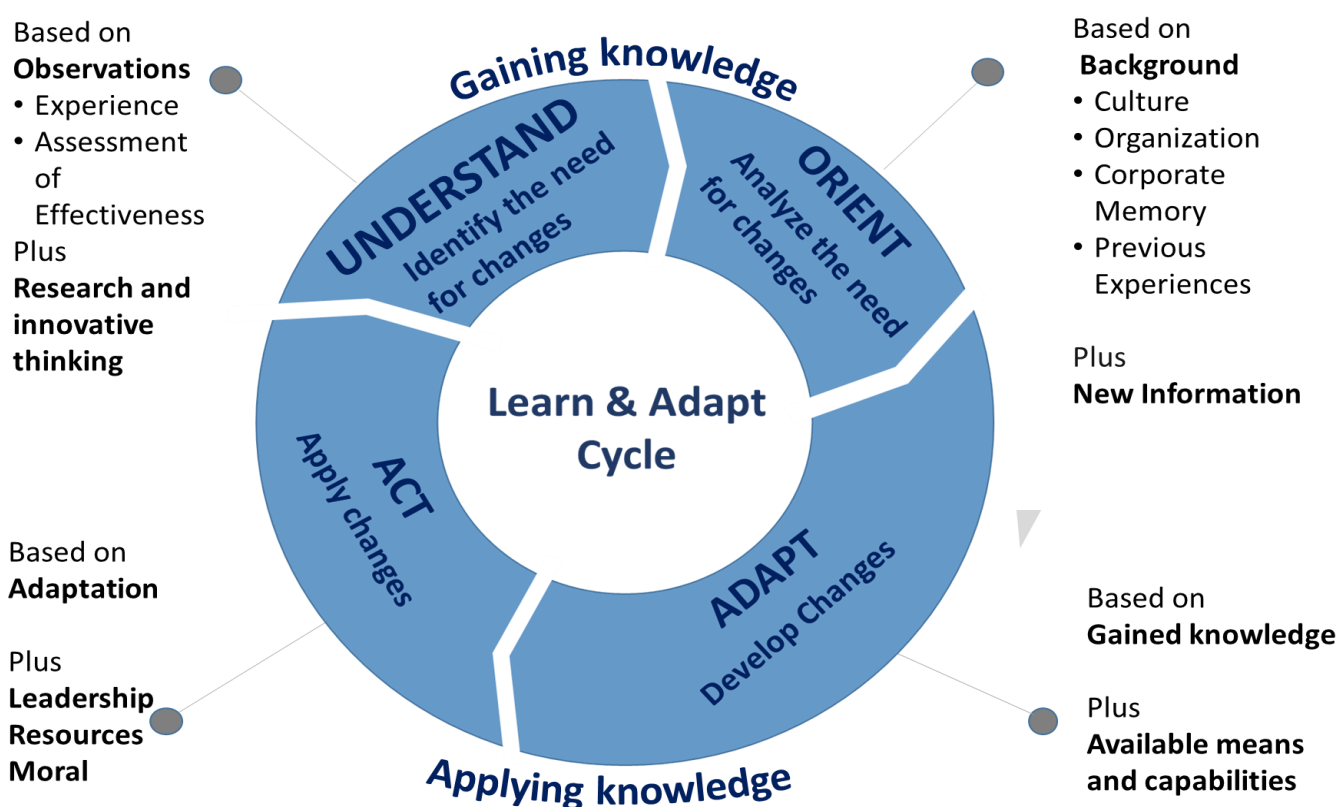 Based on
Observations
• Experience
• Assessment
of
Effectiveness
Plus
Research and
innovative
thinking
Gaining knowledge
UNDERSTAND
Identify the need
for changes
ORIENT
Analyze the need
for changes
Based on
Background
• Culture
• Organization
• Corporate
Memory
• Previous
Experiences
Plus
New Information
Learn & Adapt
Cycle
ACT
Apply changes
ADAPT
Develop Changes
Based on
Adaptation
Plus
Leadership
Resources
Moral
Based on
Gained knowledge
Plus
Available means
and capabilities
Applying knowledge